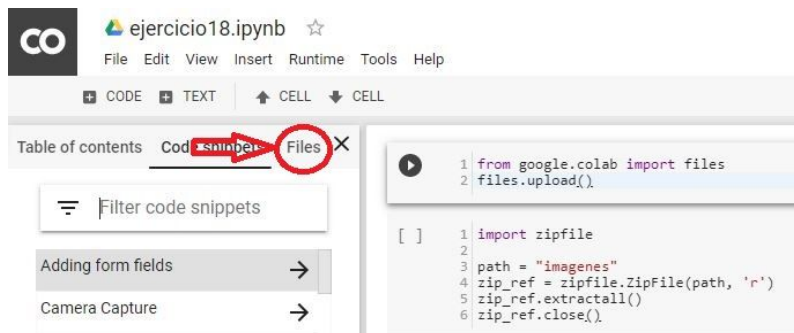 CO
ejercicio18.ipynb
File Edit View Insert Runtime Tools Help
CODE TEXT CELL CELL
Table of contents Code snippets Files
Filter code snippets
Adding form fields
Camera Capture
1 from google.colab import files
2 files.upload()
[ ]
1 import zipfile
2
3 path = "imagenes"
4 zip_ref = zipfile.ZipFile(path, 'r')
5 zip_ref.extractall()
6 zip_ref.close()